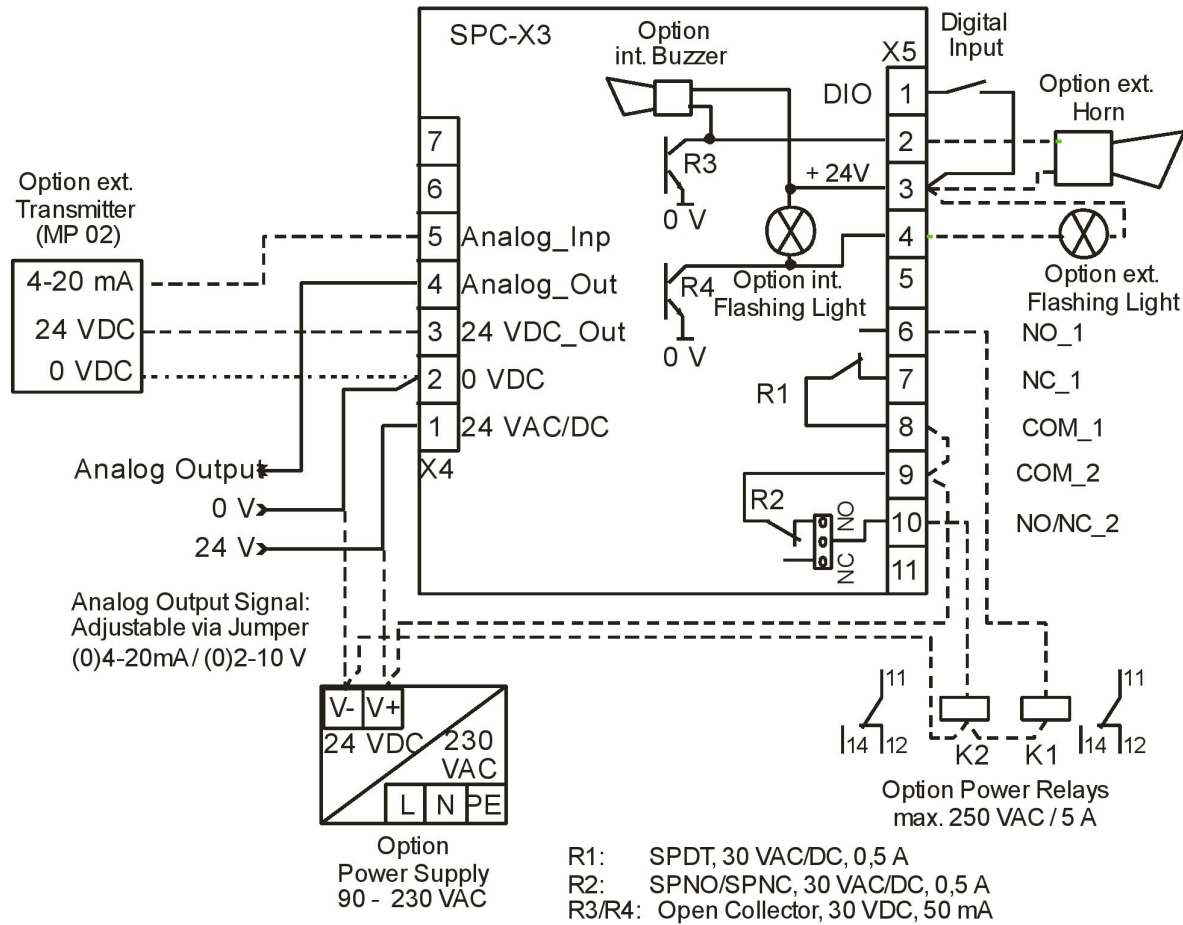 SPC-X3
Option
int. Buzzer
Digital
Input
X5
DIO
1
2
3
4
5
6
7
8
9
10
11
Option ext.
Horn
R3
0 V
+ 24V
R4
0 V
Option int.
Flashing Light
Option ext.
Flashing Light
7
6
5 Analog_Inp
4 Analog_Out
3 24 VDC_Out
2 0 VDC
1 24 VAC/DC
X4
Option ext.
Transmitter
(MP 02)
4-20 mA
24 VDC
0 VDC
NO_1
NC_1
COM_1
COM_2
NO/NC_2
R1
R2
NO
NC
Analog Output
0 V
24 V
Analog Output Signal:
Adjustable via Jumper
(0)4-20mA / (0)2-10 V
V- V+
24 VDC
230
VAC
L N PE
Option
Power Supply
90 - 230 VAC
11
14 12
K2
K1
11
14 12
Option Power Relays
max. 250 VAC / 5 A
R1: SPDT, 30 VAC/DC, 0,5 A
R2: SPNO/SPNC, 30 VAC/DC, 0,5 A
R3/R4: Open Collector, 30 VDC, 50 mA